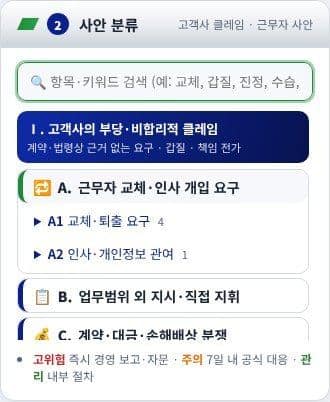 2 사안 분류 고객사 클레임 · 근무자 사안
🔍 항목·키워드 검색 (예: 교체, 갑질, 진정, 수습,
Ⅰ. 고객사의 부당·비합리적 클레임
계약·법령상 근거 없는 요구 · 갑질 · 책임 전가
🔁 A. 근무자 교체·인사 개입 요구
▶ A1 교체·퇴출 요구 4
▶ A2 인사·개인정보 관여 1
📋 B. 업무범위 외 지시·직접 지휘
💰 C. 계약·대금·손해배상 분쟁
• 고위험 즉시 경영 보고·자문 · 주의 7일 내 공식 대응 · 관
리 내부 절차